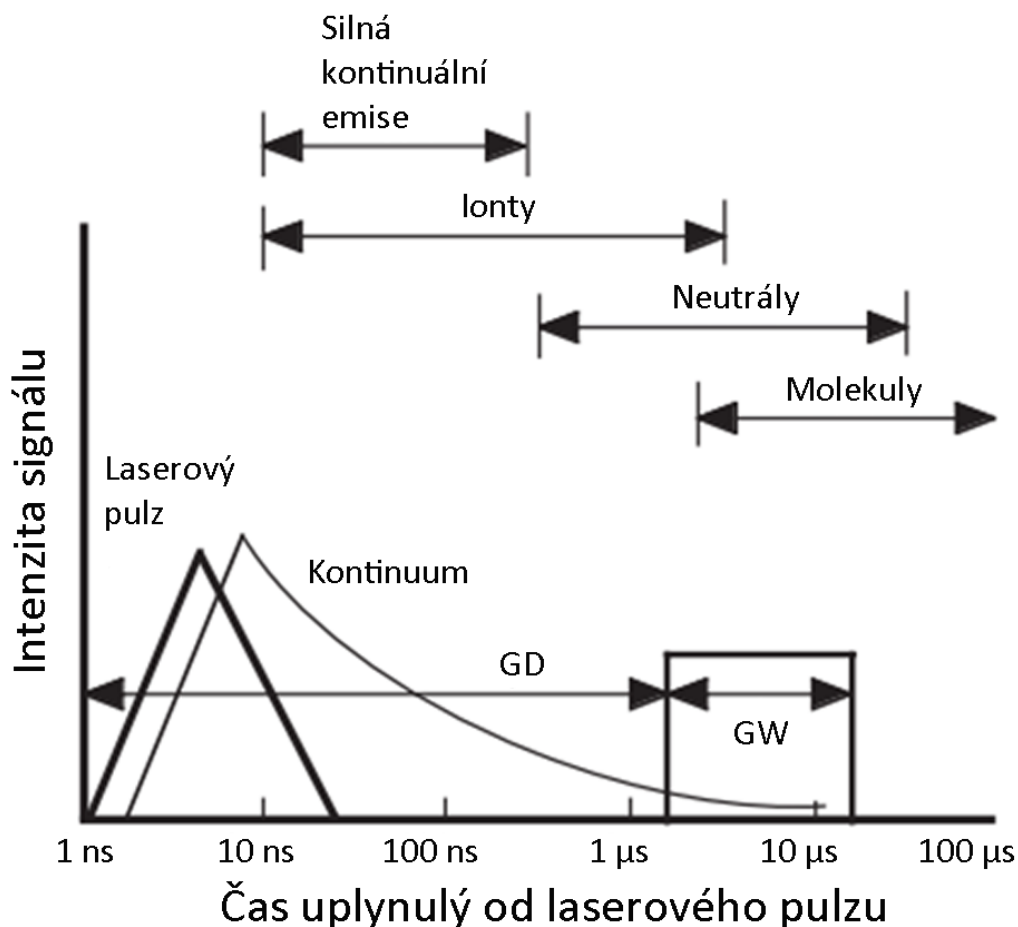 Silná
kontinuální
emise
Ionty
Neutrály
Molekuly
Intenzita signálu
Laserový
pulz
Kontinuum
GD
GW
1 ns 10 ns 100 ns 1 µs 10 µs 100 µs
Čas uplynulý od laserového pulzu